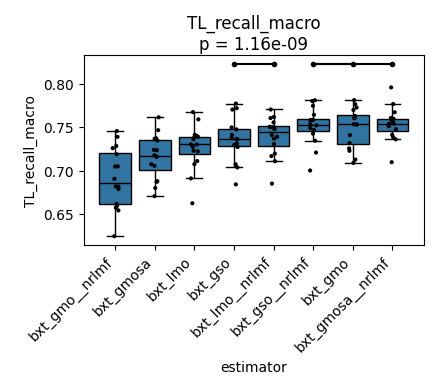 TL_recall_macro
p = 1.16e-09
TL_recall_macro
0.80
0.75
0.70
0.65
bxt_gmo__nrlmf
bxt_gmosa
bxt_lmo
bxt_gso
bxt_lmo__nrlmf
bxt_gso__nrlmf
bxt_gmo
bxt_gmosa__nrlmf
estimator